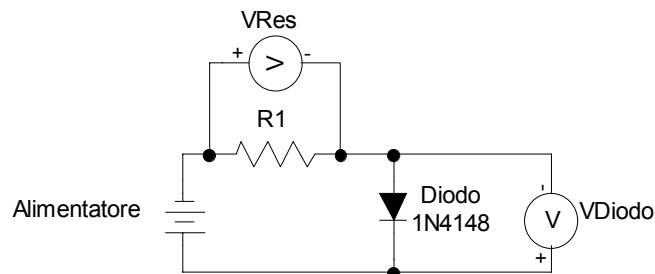 VRes
+ V -
R1
Alimentatore
Diodo
1N4148
-
V
VDiodo
+